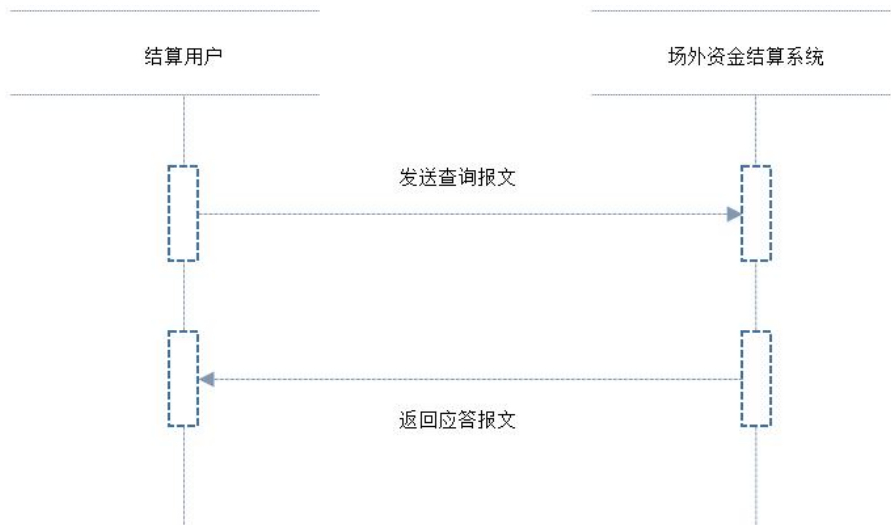 结算用户
场外资金结算系统
发送查询报文
返回应答报文